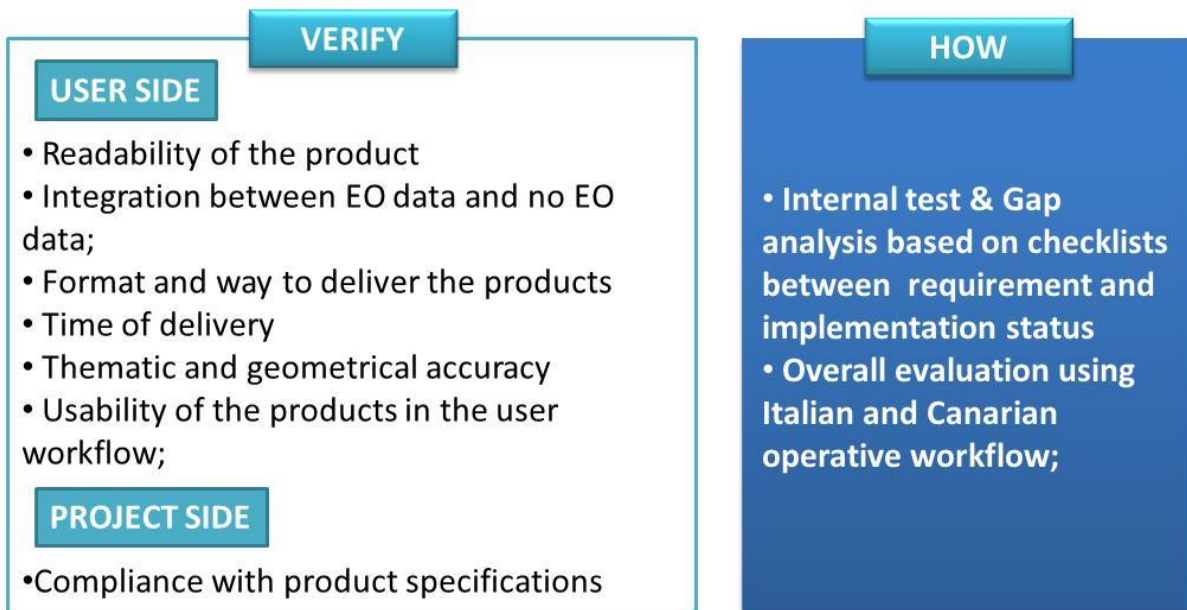 VERIFY
USER SIDE
• Readability of the product
• Integration between EO data and no EO
data;
• Format and way to deliver the products
• Time of delivery
• Thematic and geometrical accuracy
• Usability of the products in the user
workflow;
PROJECT SIDE
•Compliance with product specifications
HOW
• Internal test & Gap
analysis based on checklists
between requirement and
implementation status
• Overall evaluation using
Italian and Canarian
operative workflow;